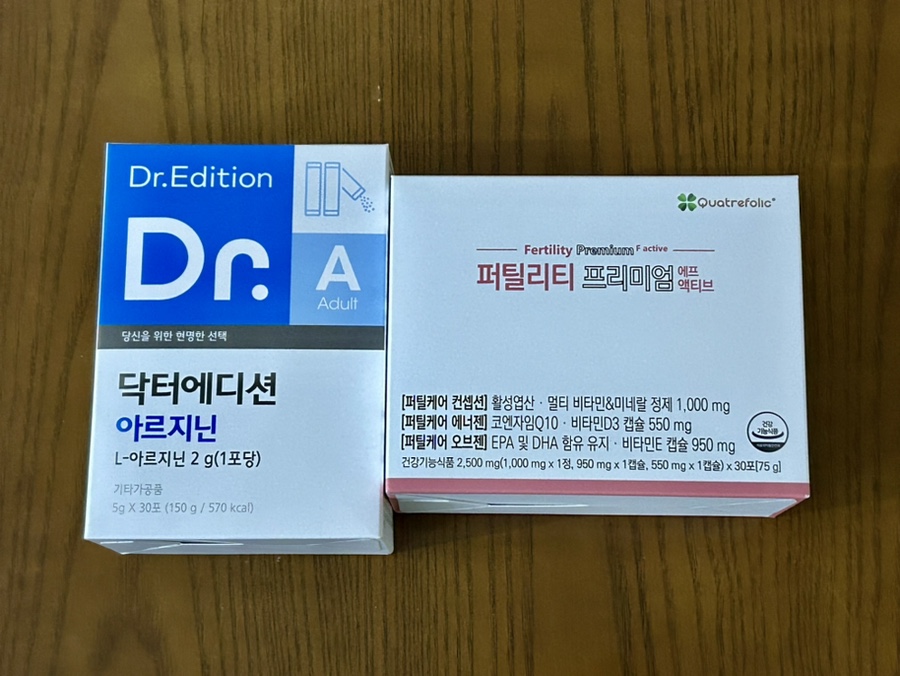 Dr.Edition
Dr.
A
Adult
당신을 위한 현명한 선택
닥터에디션
아르지닌
L-아르지닌 2 g(1포당)
기타가공품
5g X 30포 (150 g / 570 kcal)
Quatrefolic®
Fertility Premium F active
퍼틸리티 프리미엄 에프
액티브
[퍼틸케어 컨셉션] 활성엽산 · 멀티 비타민&미네랄 정제 1,000 mg
[퍼틸케어 에너젠] 코엔자임Q10 · 비타민D3 캡슐 550 mg
[퍼틸케어 오브젠] EPA 및 DHA 함유 유지 · 비타민E 캡슐 950 mg
건강
기능식품
건강기능식품 2,500 mg(1,000 mg x 1정, 950 mg x 1캡슐, 550 mg x 1캡슐) x 30포[75 g]